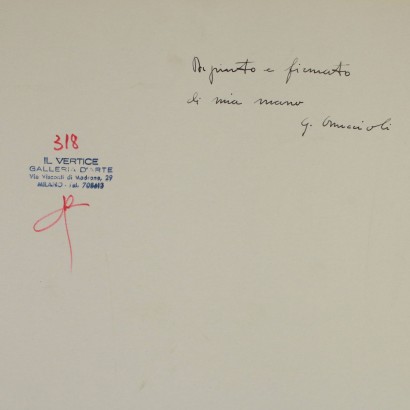 Dipinto e firmato
di mia mano
G. Omiccioli
318
IL VERTICE
GALLERIA D'ARTE
Via Visconti di Modrone, 29
MILANO - tel. 708613